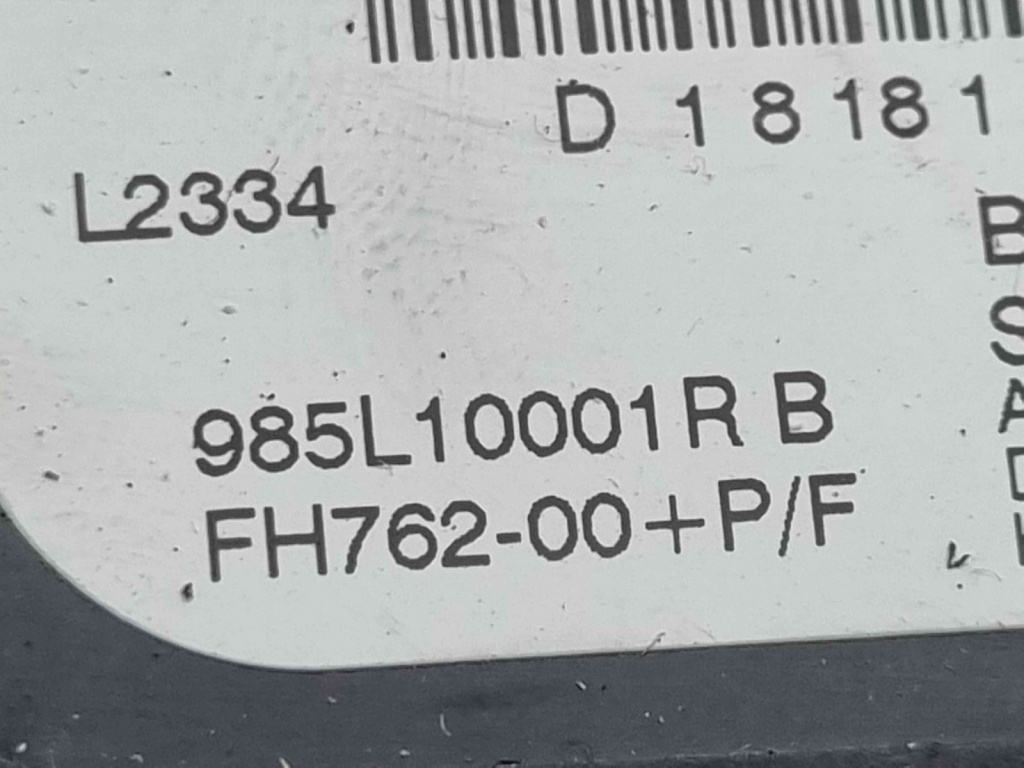 D 1 8 1 8 1
L2334
B
S
A
985L10001R B
FH762-00+P/F